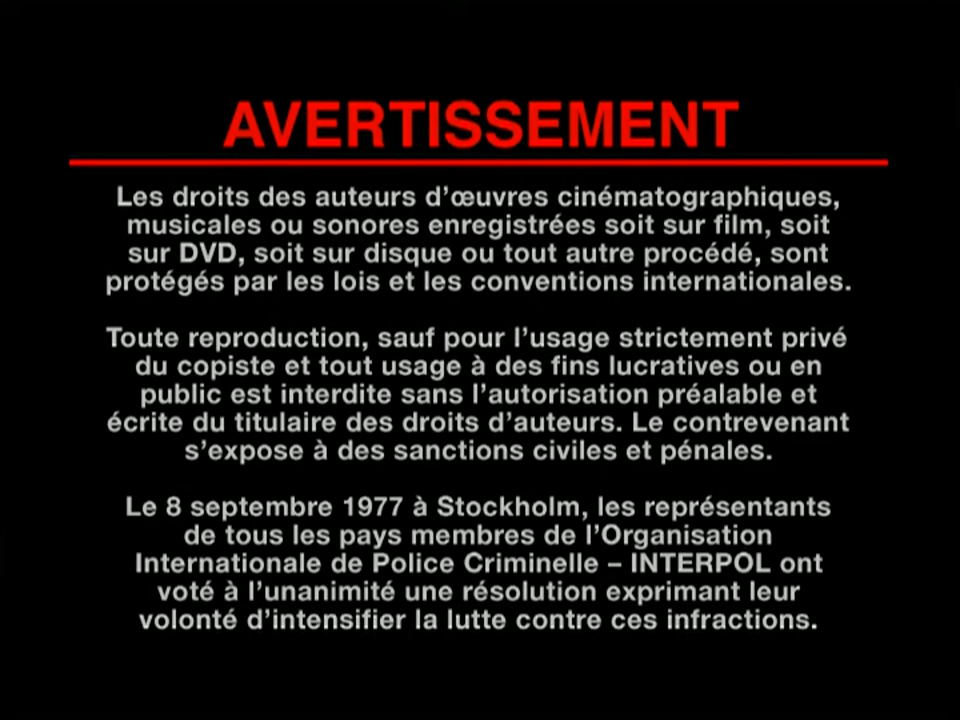 AVERTISSEMENT
Les droits des auteurs d’œuvres cinématographiques,
musicales ou sonores enregistrées soit sur film, soit
sur DVD, soit sur disque ou tout autre procédé, sont
protégés par les lois et les conventions internationales.
Toute reproduction, sauf pour l’usage strictement privé
du copiste et tout usage à des fins lucratives ou en
public est interdite sans l’autorisation préalable et
écrite du titulaire des droits d’auteurs. Le contrevenant
s’expose à des sanctions civiles et pénales.
Le 8 septembre 1977 à Stockholm, les représentants
de tous les pays membres de l’Organisation
Internationale de Police Criminelle – INTERPOL ont
voté à l’unanimité une résolution exprimant leur
volonté d’intensifier la lutte contre ces infractions.